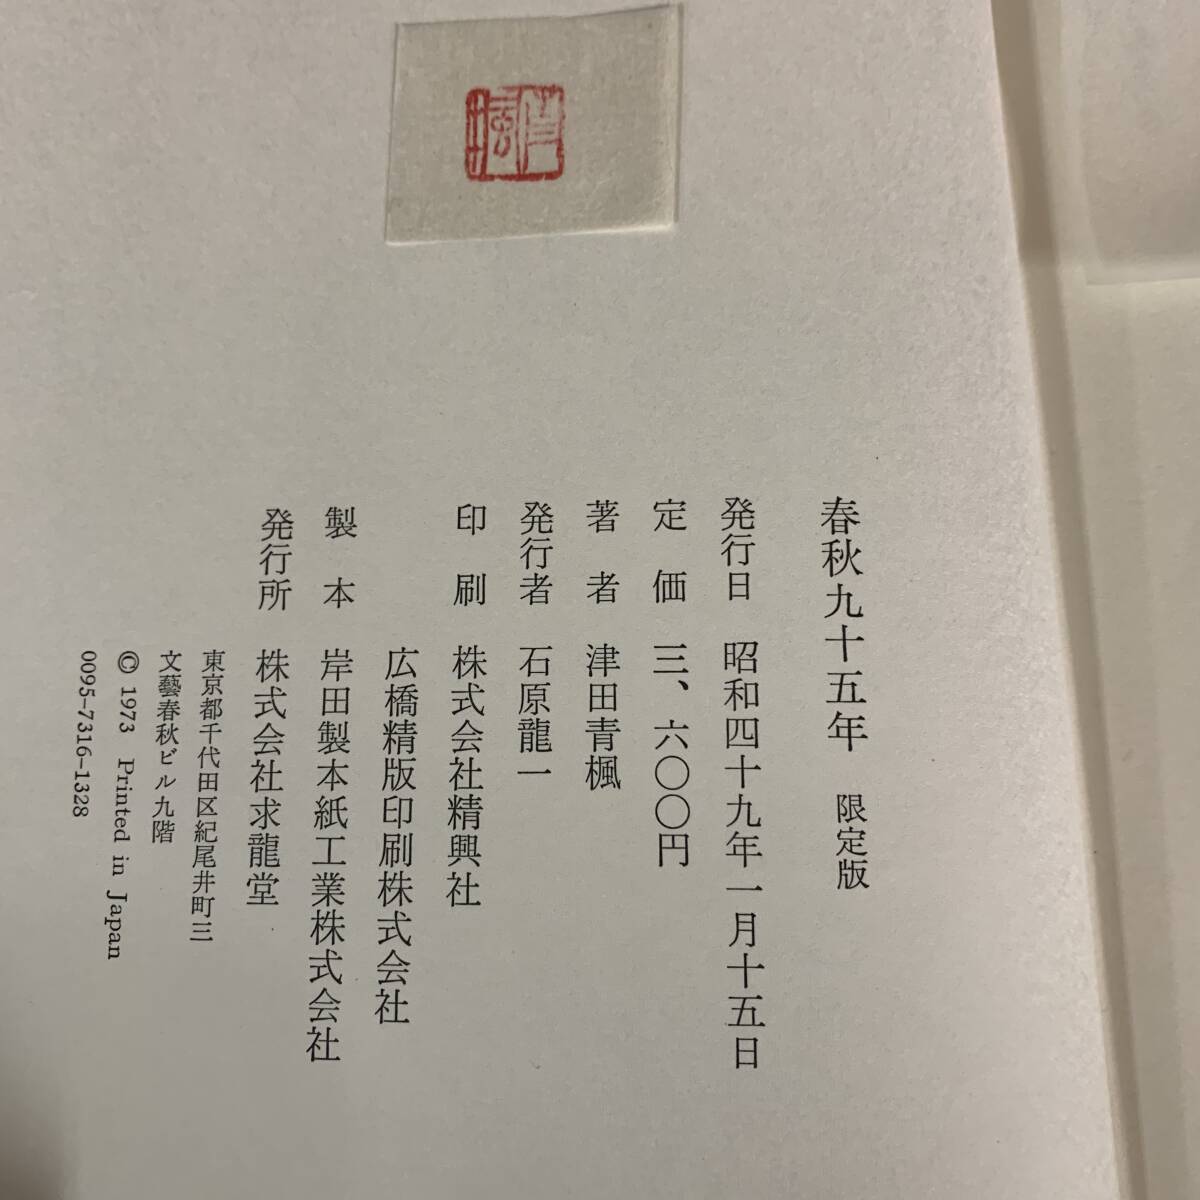 青楓
春秋九十五年　限定版
発行日　昭和四十九年一月十五日
定　価　三、六〇〇円
著　者　津田青楓
発行者　石原龍一
印　刷　株式会社精興社
広橋精版印刷株式会社
製　本　岸田製本紙工業株式会社
発行所　株式会社求龍堂
東京都千代田区紀尾井町三
文藝春秋ビル九階
© 1973　Printed in Japan
0095-7316-1328